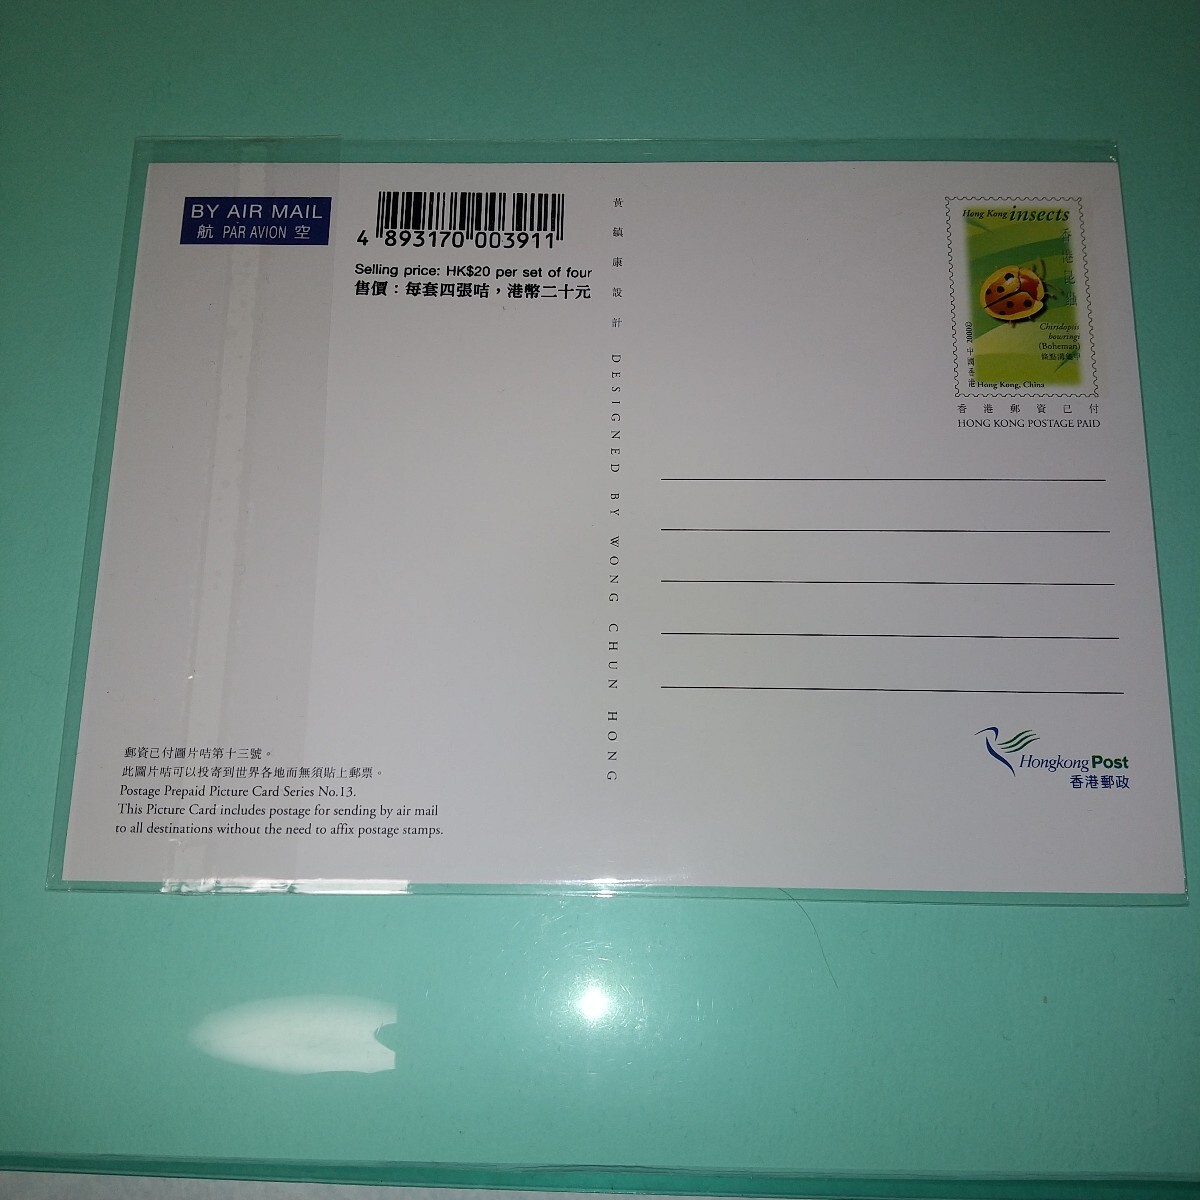 BY AIR MAIL
航 PAR AVION 空
4 893170 003911
Selling price: HK$20 per set of four
售價：每套四張咭，港幣二十元
黃鎮康設計 DESIGNED BY WONG CHUN HONG
Hong Kong insects
香港昆蟲
Chiridopsis
bowringi
(Boheman)
條點溝龜甲
©2000 中國香港
Hong Kong, China
香港郵資已付
HONG KONG POSTAGE PAID
郵資已付圖片咭第十三號。
此圖片咭可以投寄到世界各地而無須貼上郵票。
Postage Prepaid Picture Card Series No.13.
This Picture Card includes postage for sending by air mail
to all destinations without the need to affix postage stamps.
Hongkong Post
香港郵政